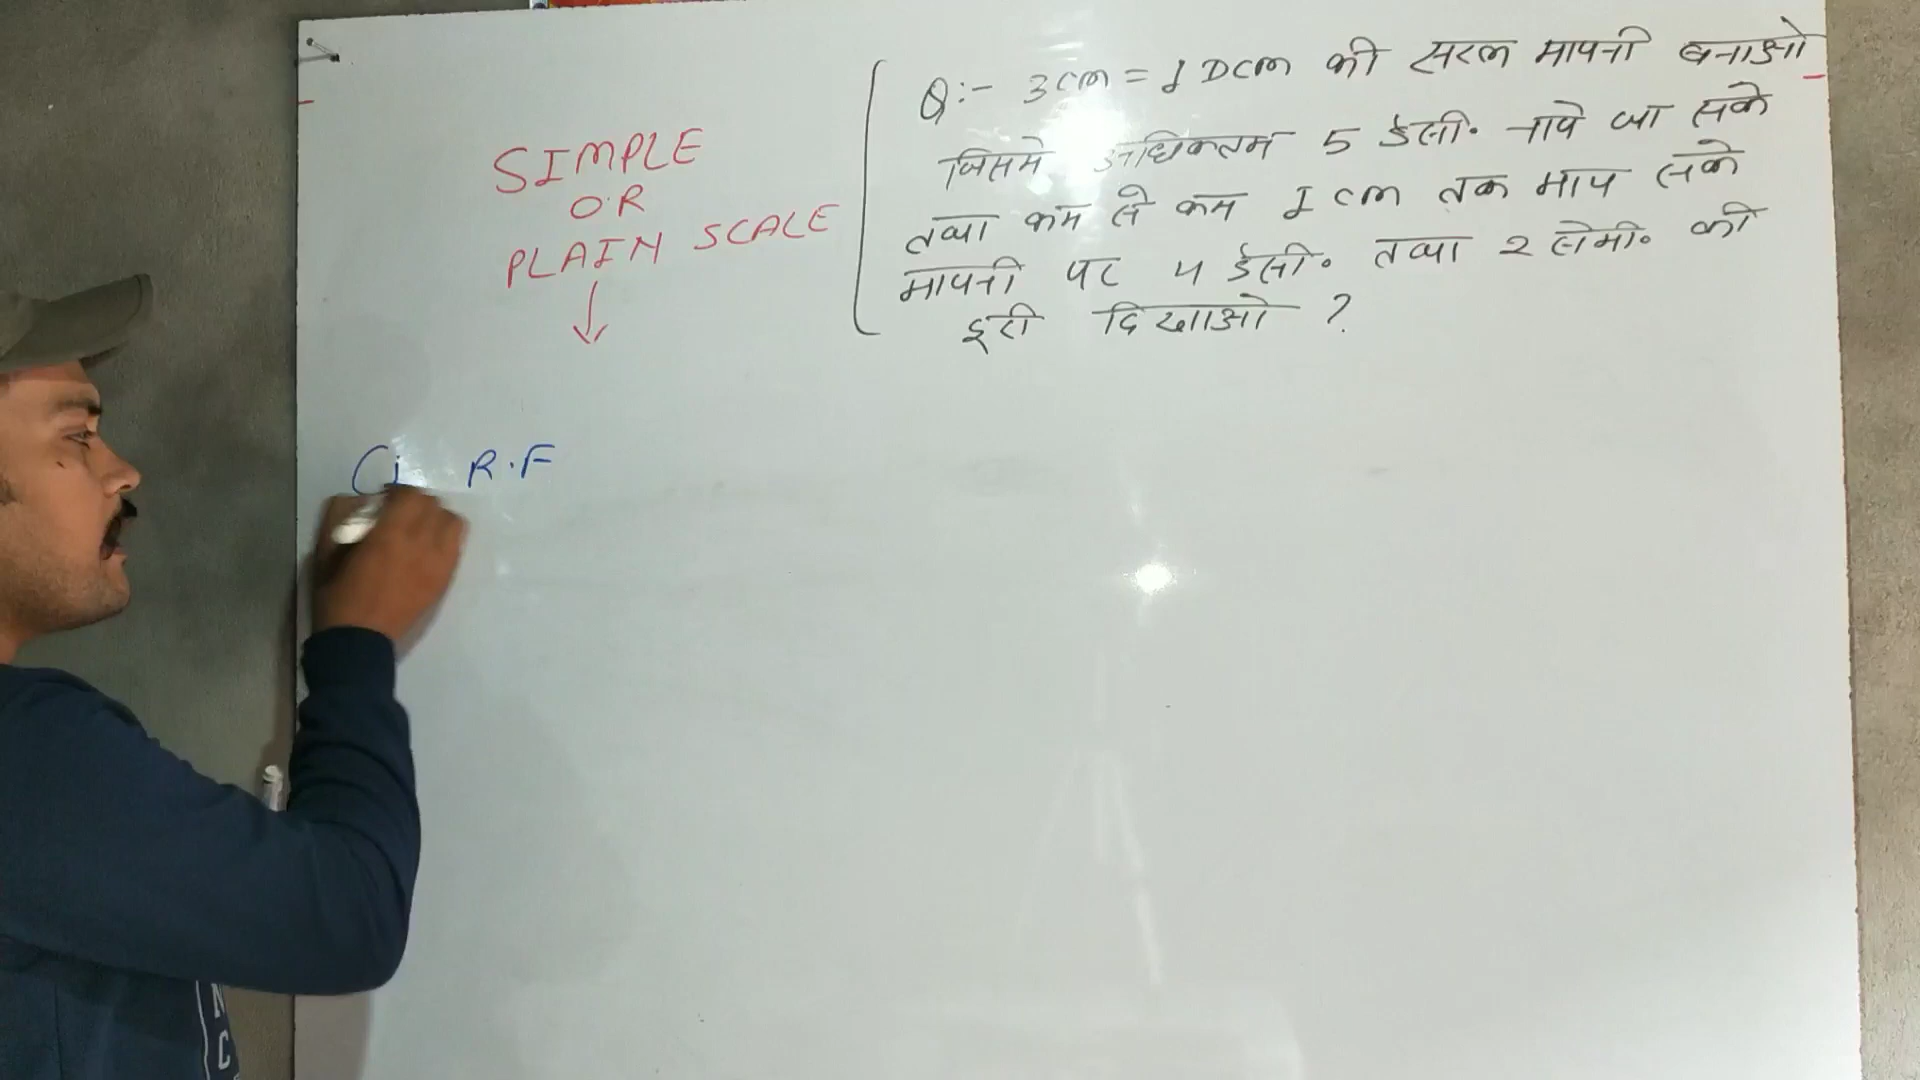 SIMPLE
OR
PLAIN SCALE
Q:- 3cm = 1 Dcm की सरल मापनी बनाओ
जिसमे अधिकतम 5 डेसी. नापे जा सके
तथा कम से कम 1 cm तक माप सके
मापनी पर 4 डेसी. तथा 2 सेमी. की
दूरी दिखाओ ?
(i R.F
N
C